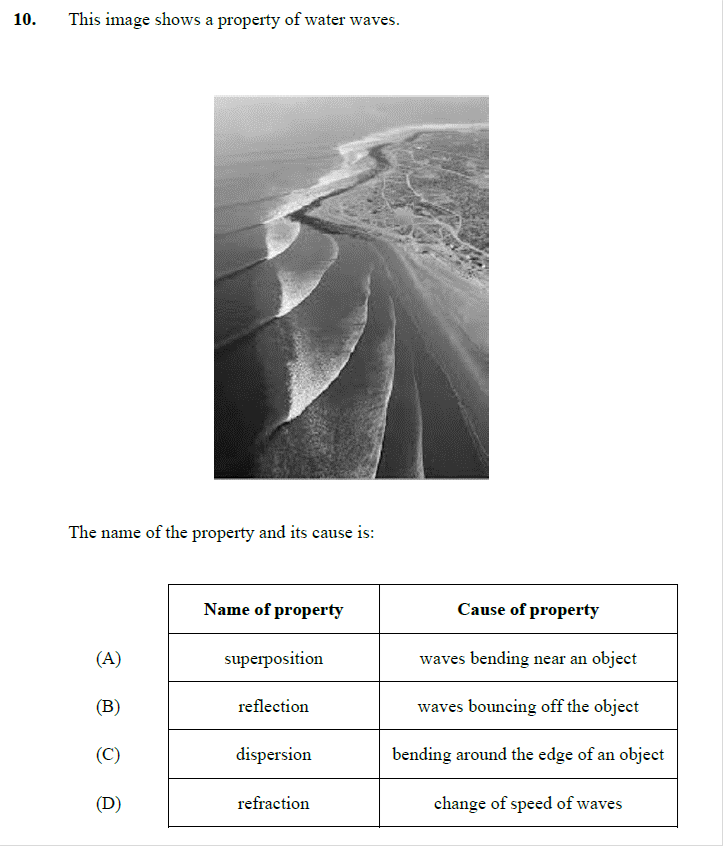 10. This image shows a property of water waves.
The name of the property and its cause is:
Name of property Cause of property
(A) superposition waves bending near an object
(B) reflection waves bouncing off the object
(C) dispersion bending around the edge of an object
(D) refraction change of speed of waves